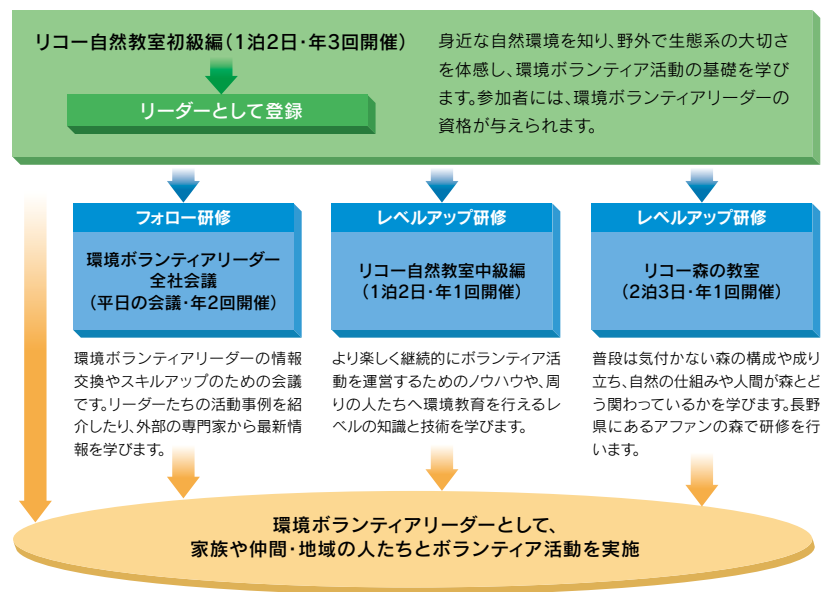 リコー自然教室初級編(1泊2日・年3回開催)
リーダーとして登録
身近な自然環境を知り、野外で生態系の大切さ
を体感し、環境ボランティア活動の基礎を学び
ます。参加者には、環境ボランティアリーダーの
資格が与えられます。
フォロー研修
環境ボランティアリーダー
全社会議
(平日の会議・年2回開催)
環境ボランティアリーダーの情報
交換やスキルアップのための会議
です。リーダーたちの活動事例を紹
介したり、外部の専門家から最新情
報を学びます。
レベルアップ研修
リコー自然教室中級編
(1泊2日・年1回開催)
より楽しく継続的にボランティア活
動を運営するためのノウハウや、周
りの人たちへ環境教育を行えるレ
ベルの知識と技術を学びます。
レベルアップ研修
リコー森の教室
(2泊3日・年1回開催)
普段は気付かない森の構成や成り
立ち、自然の仕組みや人間が森とど
う関わっているかを学びます。長野
県にあるアファンの森で研修を行
います。
環境ボランティアリーダーとして、
家族や仲間・地域の人たちとボランティア活動を実施